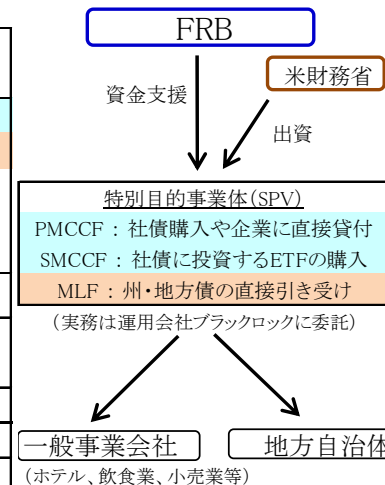 FRB
米財務省
資金支援
出資
特別目的事業体(SPV)
PMCCF : 社債購入や企業に直接貸付
SMCCF : 社債に投資するETFの購入
MLF : 州・地方債の直接引き受け
(実務は運用会社ブラックロックに委託)
一般事業会社 地方自治体
(ホテル、飲食業、小売業等)